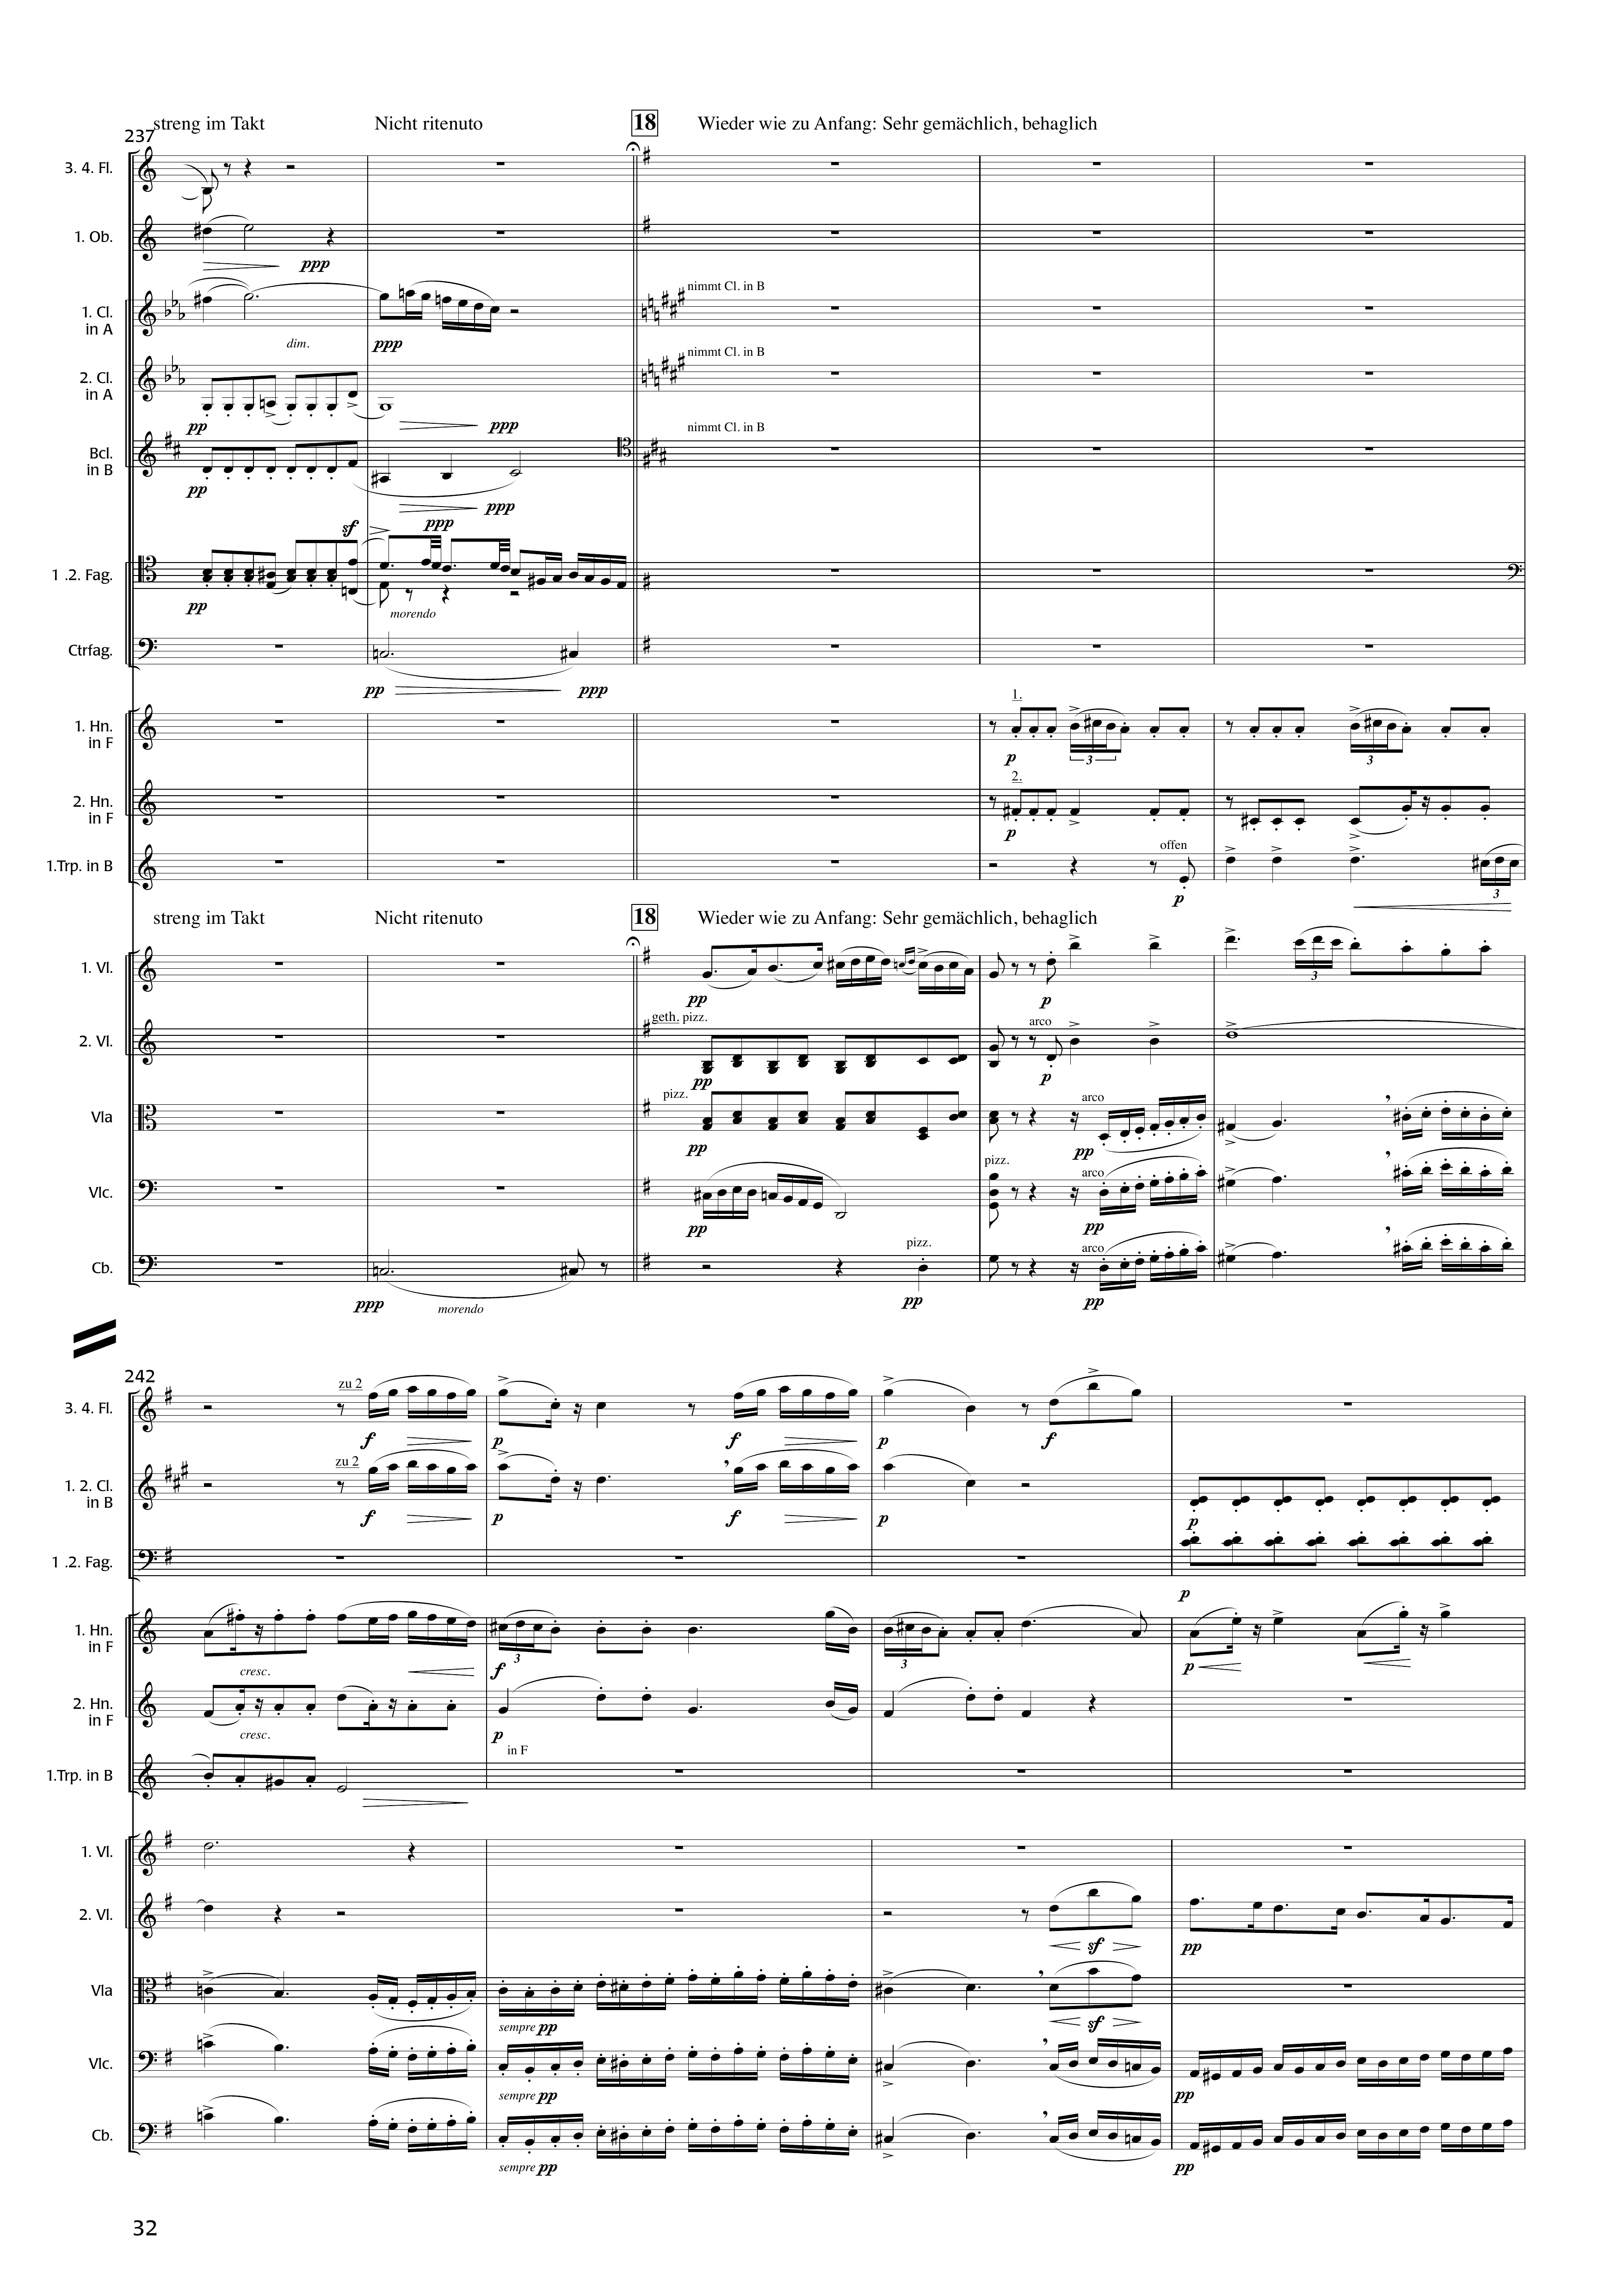 streng im Takt Nicht ritenuto 18 Wieder wie zu Anfang: Sehr gemächlich, behaglich
237
3. 4. Fl.
1. Ob.
ppp
nimmt Cl. in B
1. Cl.
in A
dim. ppp
nimmt Cl. in B
2. Cl.
in A
pp ppp
nimmt Cl. in B
Bcl.
in B
pp ppp
sf ppp
1 .2. Fag.
pp morendo
Ctrfag.
pp ppp
1.
1. Hn.
in F
p 3 3
2.
2. Hn.
in F
p
offen
1.Trp. in B
p 3
streng im Takt Nicht ritenuto 18 Wieder wie zu Anfang: Sehr gemächlich, behaglich
1. Vl.
3
pp p
geth. pizz. arco
2. Vl.
pp p
pizz. arco
Vla
pp pp
pizz. arco
Vlc.
pp pp
pizz. arco
Cb.
pp pp
ppp morendo
242
zu 2
3. 4. Fl.
f p f p f
zu 2
1. 2. Cl.
in B
f p f p p
1 .2. Fag.
p
1. Hn.
in F
3 3
cresc. f p
2. Hn.
in F
cresc. p
in F
1.Trp. in B
1. Vl.
2. Vl.
sf pp
Vla
sempre pp sf
Vlc.
sempre pp pp
Cb.
sempre pp pp
32